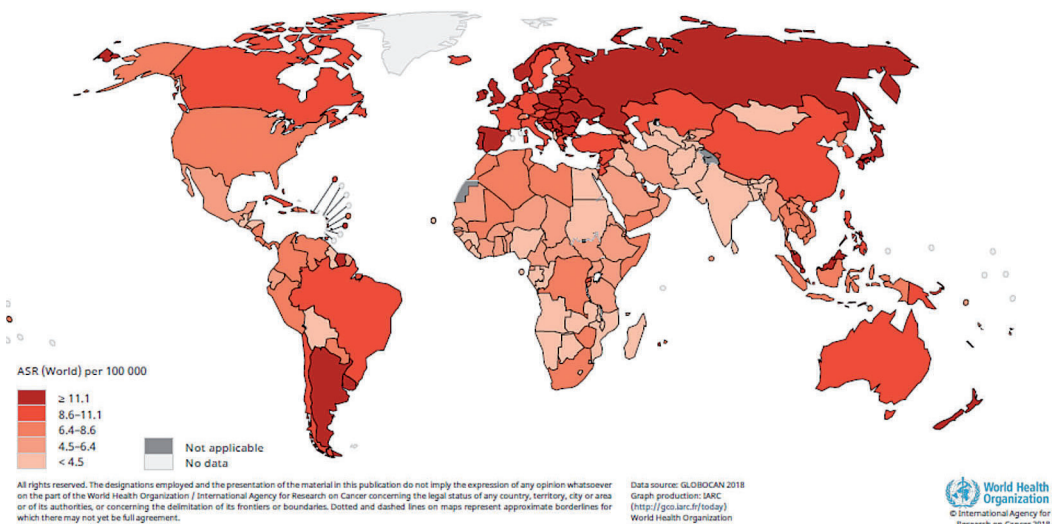 ASR (World) per 100 000
≥ 11.1
8.6–11.1
6.4–8.6
4.5–6.4
< 4.5
Not applicable
No data
All rights reserved. The designations employed and the presentation of the material in this publication do not imply the expression of any opinion whatsoever
on the part of the World Health Organization / International Agency for Research on Cancer concerning the legal status of any country, territory, city or area
or of its authorities, or concerning the delimitation of its frontiers or boundaries. Dotted and dashed lines on maps represent approximate borderlines for
which there may not yet be full agreement.
Data source: GLOBOCAN 2018
Graph production: IARC
(http://gco.iarc.fr/today)
World Health Organization
World Health
Organization
© International Agency for
Research on Cancer 2018